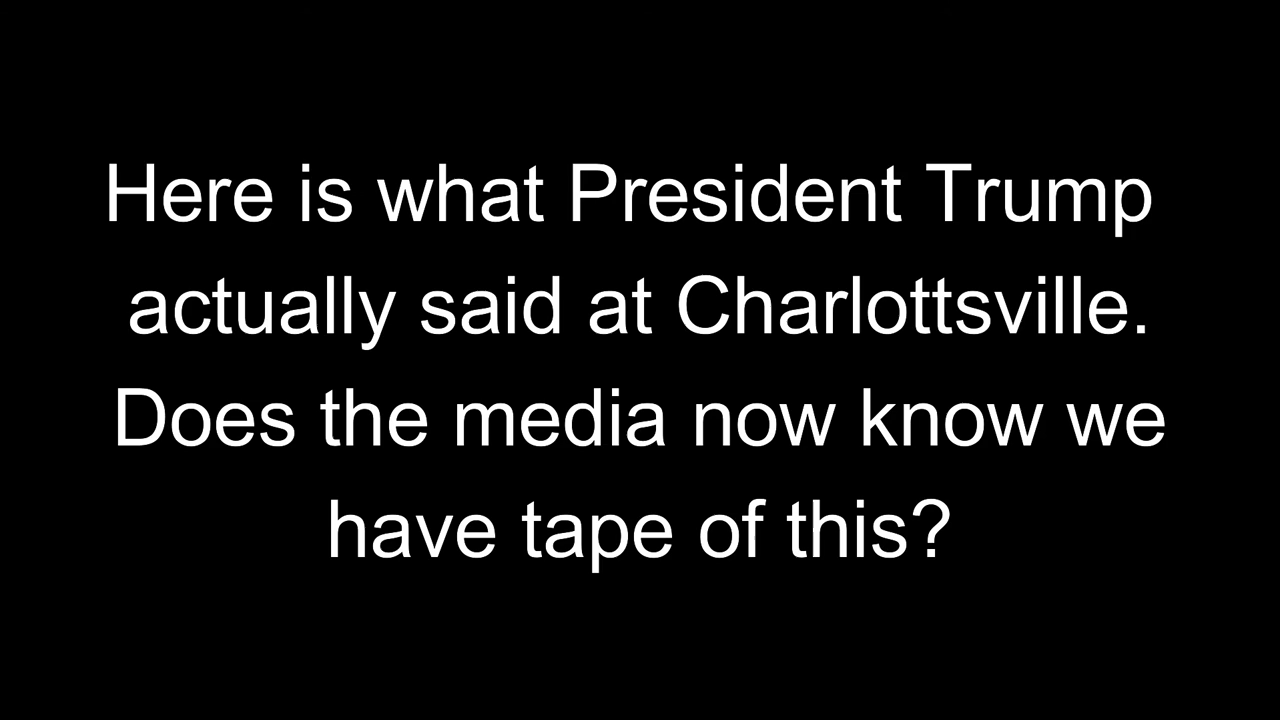 Here is what President Trump
actually said at Charlottsville.
Does the media now know we
have tape of this?